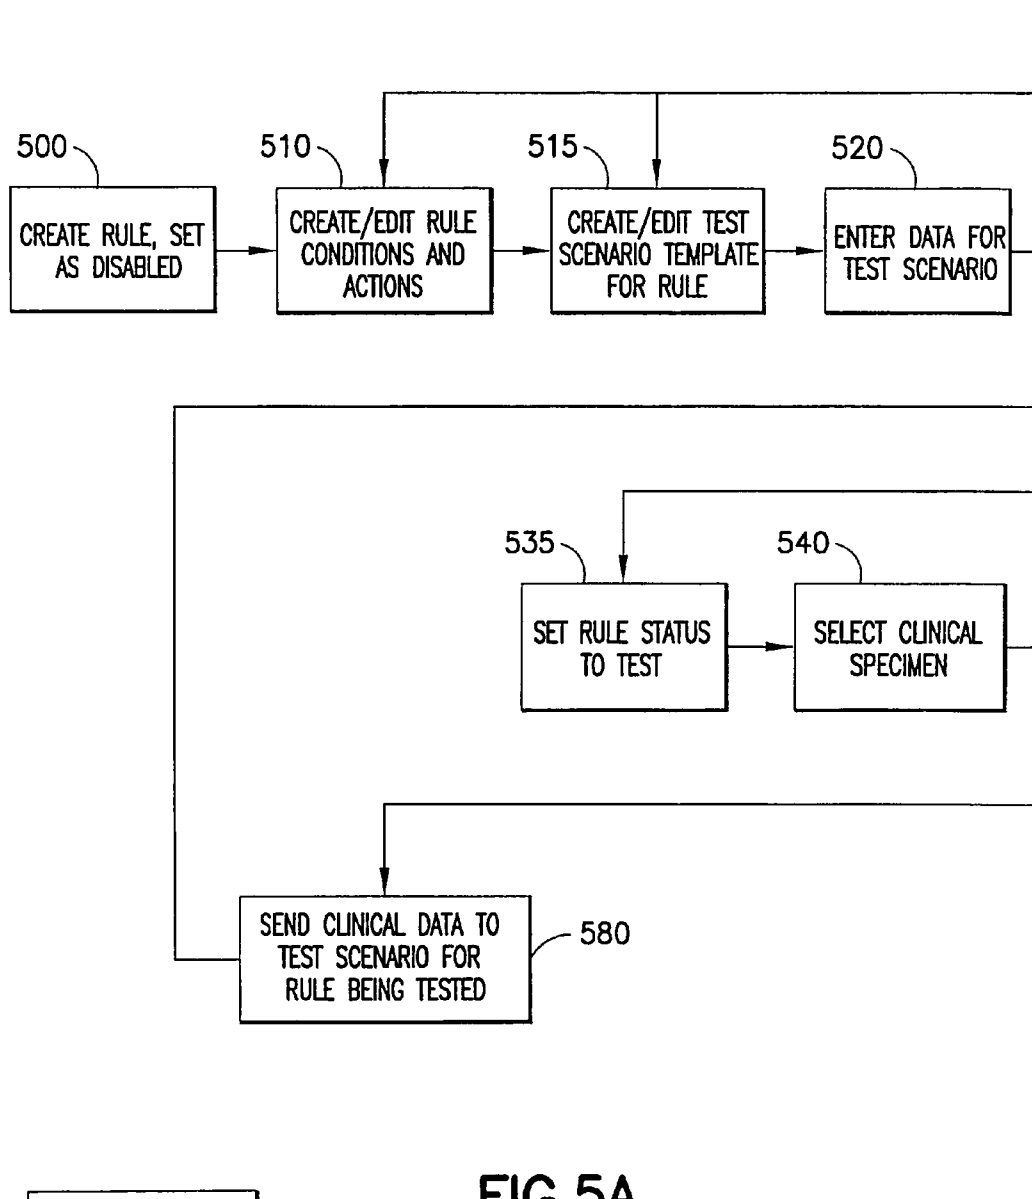 500
CREATE RULE, SET
AS DISABLED
510
CREATE/EDIT RULE
CONDITIONS AND
ACTIONS
515
CREATE/EDIT TEST
SCENARIO TEMPLATE
FOR RULE
520
ENTER DATA FOR
TEST SCENARIO
535
SET RULE STATUS
TO TEST
540
SELECT CLINICAL
SPECIMEN
SEND CLINICAL DATA TO
TEST SCENARIO FOR
RULE BEING TESTED
580
FIG.5A